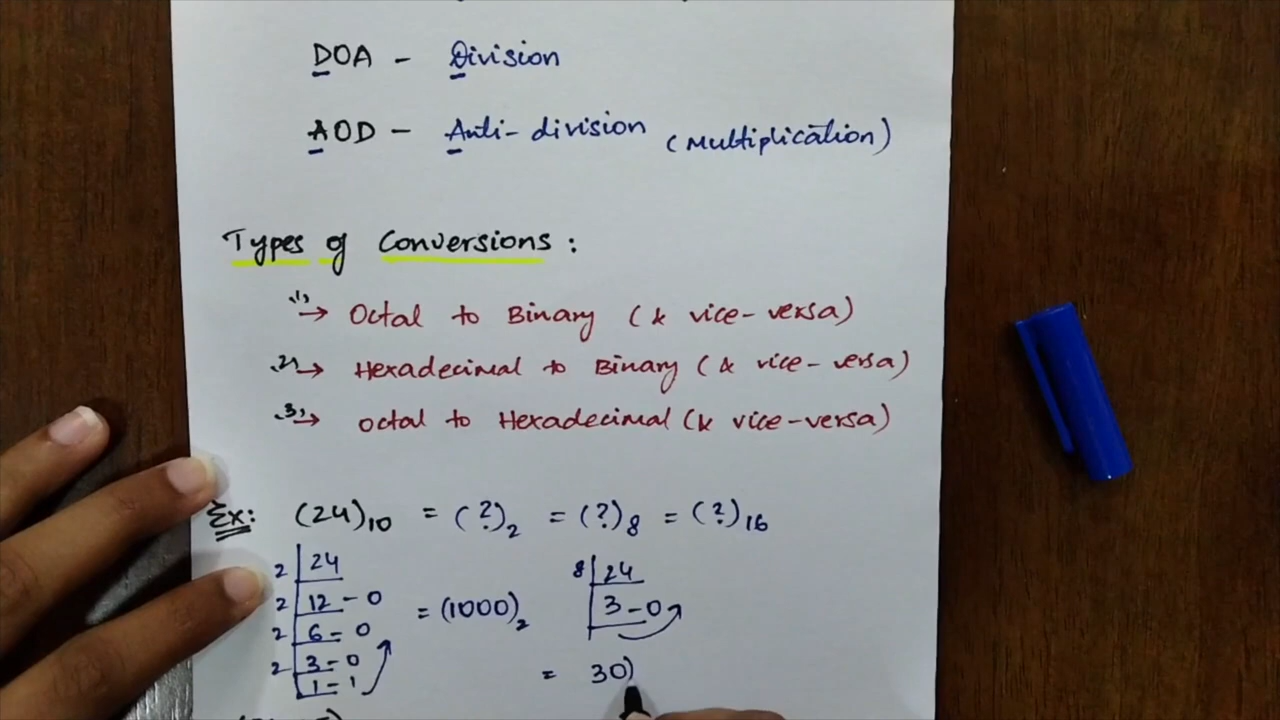 DOA - Division
AOD - Anti-division (Multiplication)
Types of Conversions :
1) → Octal to Binary (& vice-versa)
2) → Hexadecimal to Binary (& vice-versa)
3) → Octal to Hexadecimal (& vice-versa)
Ex: (24)10 = (?)2 = (?)8 = (?)16
2 24
2 12 - 0
2 6 - 0
2 3 - 0
1 - 1
= (1000)2
8 24
3 - 0
= 30)